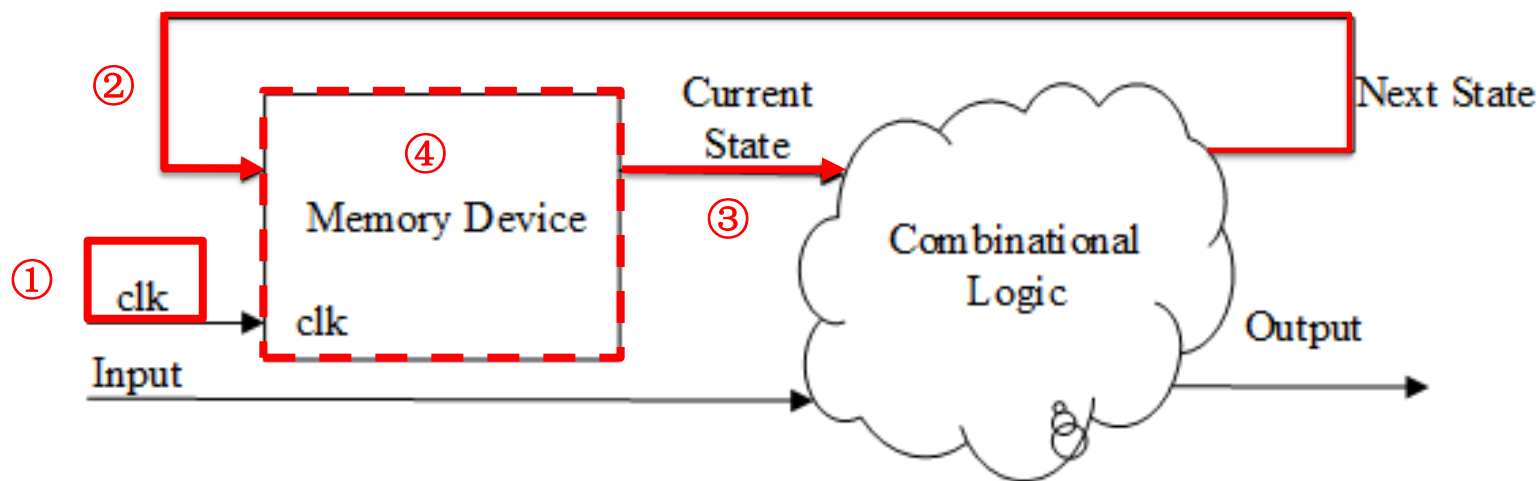 ②
Current
State
Next State
④
Memory Device
③
Combinational
Logic
①
clk
clk
Input
Output